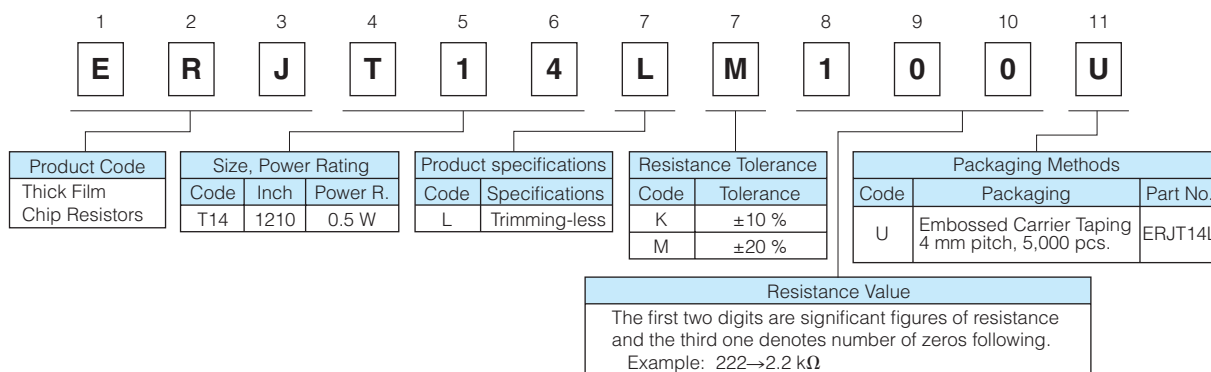 1 2 3 4 5 6 7 7 8 9 10 11
E R J T 1 4 L M 1 0 0 U
Product Code
Thick Film
Chip Resistors
Size, Power Rating
Code Inch Power R.
T14 1210 0.5 W
Product specifications
Code Specifications
L Trimming-less
Resistance Tolerance
Code Tolerance
K ±10 %
M ±20 %
Packaging Methods
Code Packaging Part No.
U Embossed Carrier Taping
4 mm pitch, 5,000 pcs.
ERJT14L
Resistance Value
The first two digits are significant figures of resistance
and the third one denotes number of zeros following.
Example: 222→2.2 kΩ